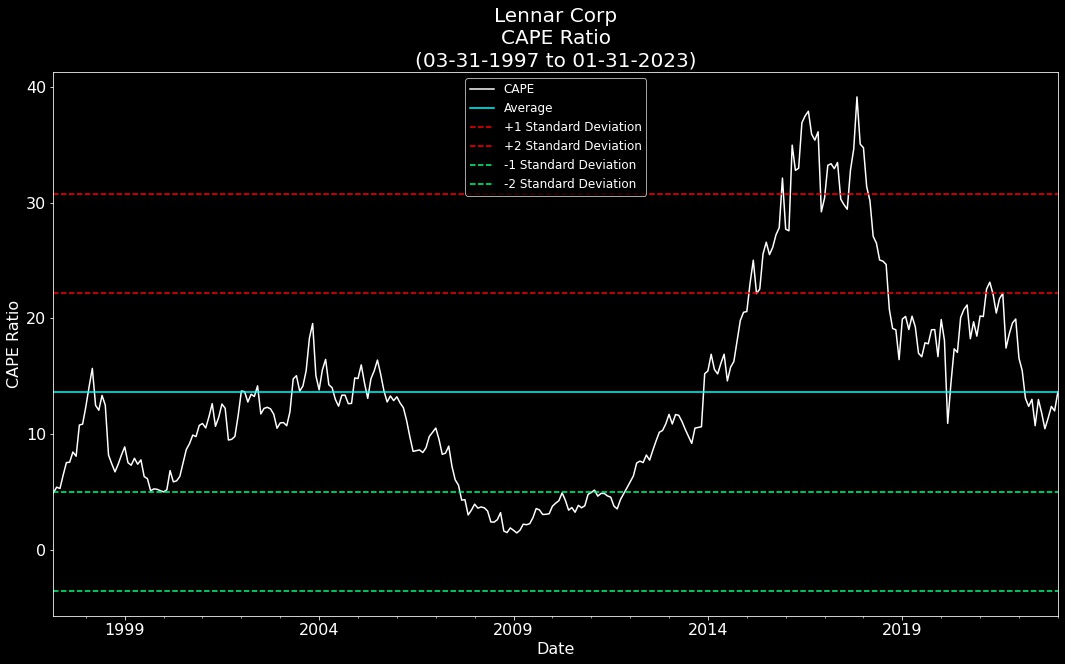 Lennar Corp
CAPE Ratio
(03-31-1997 to 01-31-2023)
CAPE
Average
+1 Standard Deviation
+2 Standard Deviation
-1 Standard Deviation
-2 Standard Deviation
40
30
20
10
0
CAPE Ratio
1999
2004
2009
2014
2019
Date